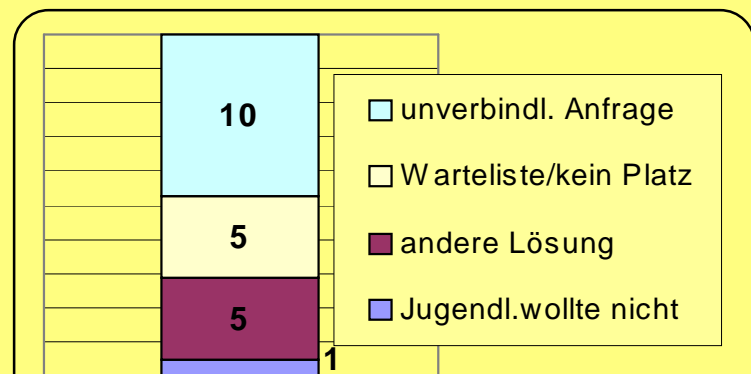 10
5
5
1
unverbindl. Anfrage
Warteliste/kein Platz
andere Lösung
Jugendl.wollte nicht